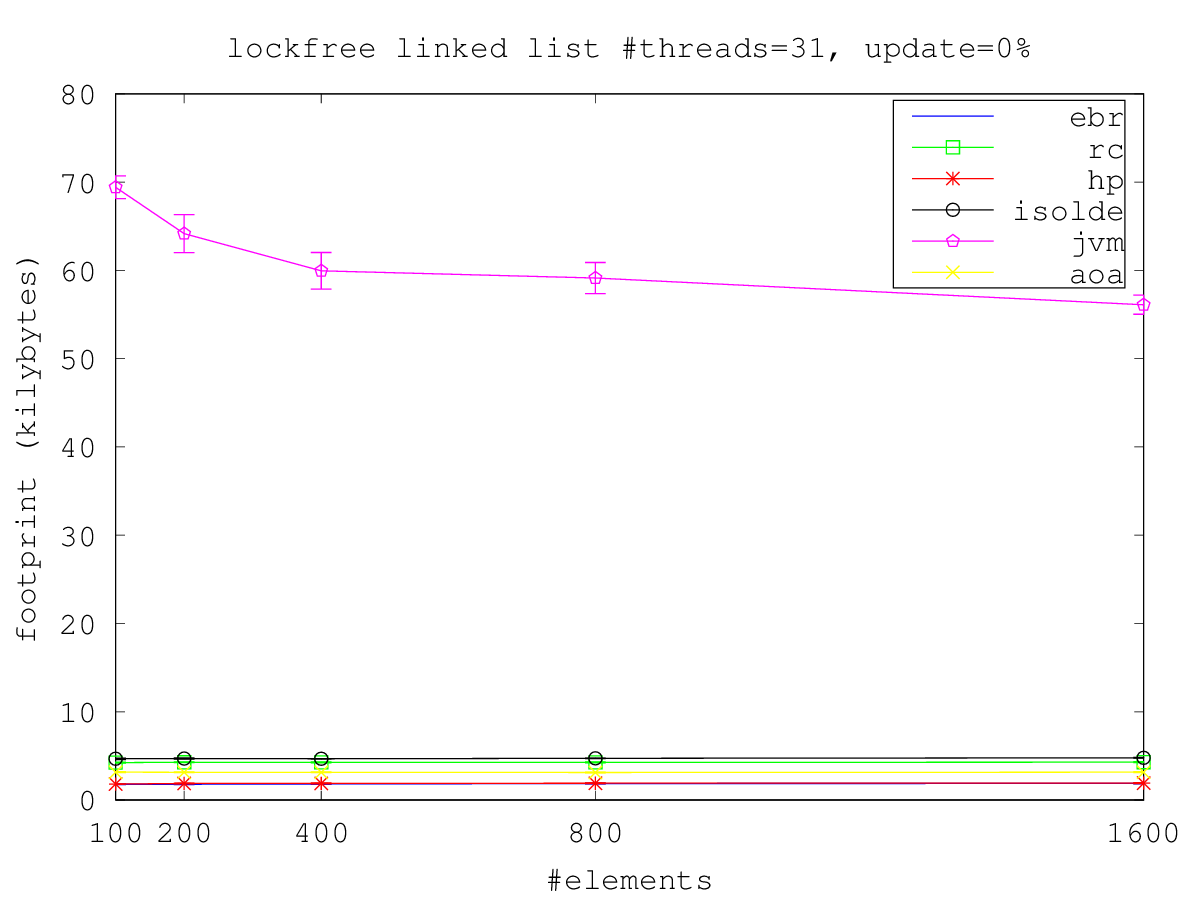 lockfree linked list #threads=31, update=0%
80
70
60
50
40
30
20
10
0
footprint (kilybytes)
ebr
rc
hp
isolde
jvm
aoa
100 200 400 800 1600
#elements